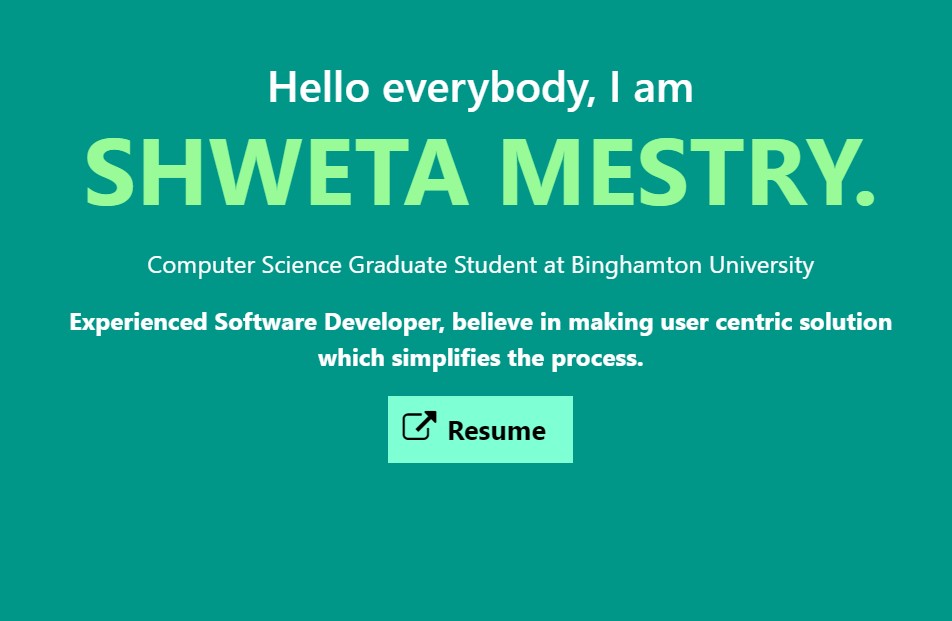 Hello everybody, I am
SHWETA MESTRY.
Computer Science Graduate Student at Binghamton University
Experienced Software Developer, believe in making user centric solution
which simplifies the process.
Resume